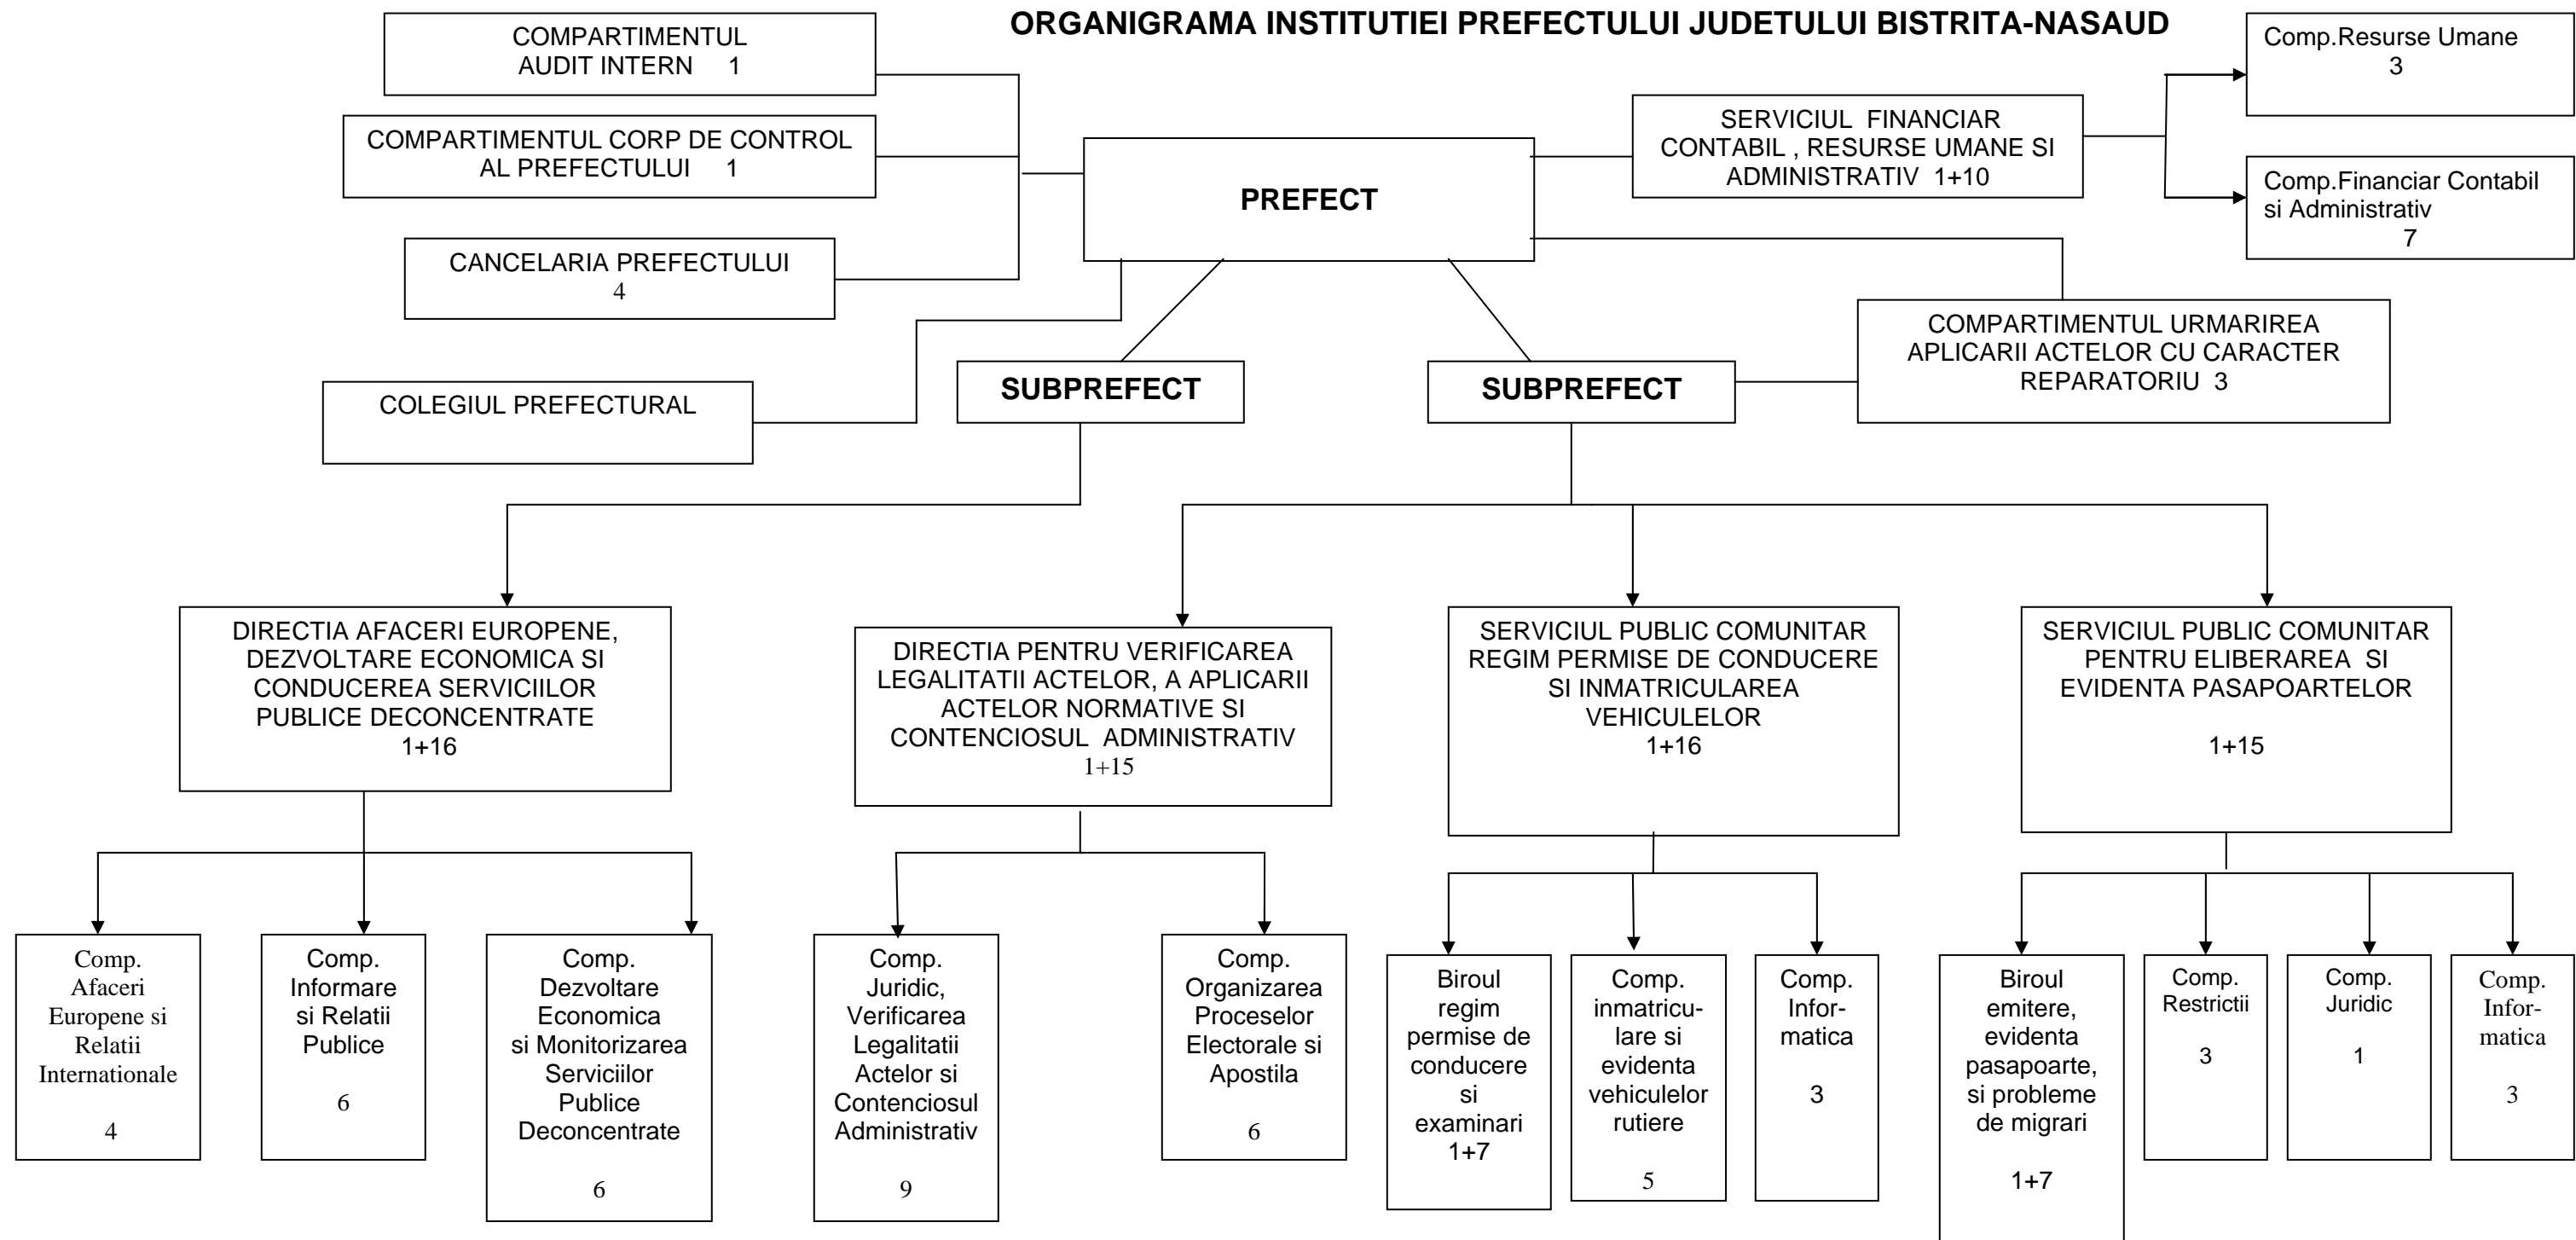 ORGANIGRAMA INSTITUTIEI PREFECTULUI JUDETULUI BISTRITA-NASAUD
COMPARTIMENTUL
AUDIT INTERN 1
COMPARTIMENTUL CORP DE CONTROL
AL PREFECTULUI 1
CANCELARIA PREFECTULUI
4
COLEGIUL PREFECTURAL
PREFECT
SERVICIUL FINANCIAR
CONTABIL , RESURSE UMANE SI
ADMINISTRATIV 1+10
Comp.Resurse Umane
3
Comp.Financiar Contabil
si Administrativ
7
COMPARTIMENTUL URMARIREA
APLICARII ACTELOR CU CARACTER
REPARATORIU 3
SUBPREFECT
SUBPREFECT
DIRECTIA AFACERI EUROPENE,
DEZVOLTARE ECONOMICA SI
CONDUCEREA SERVICIILOR
PUBLICE DECONCENTRATE
1+16
DIRECTIA PENTRU VERIFICAREA
LEGALITATII ACTELOR, A APLICARII
ACTELOR NORMATIVE SI
CONTENCIOSUL ADMINISTRATIV
1+15
SERVICIUL PUBLIC COMUNITAR
REGIM PERMISE DE CONDUCERE
SI INMATRICULAREA
VEHICULELOR
1+16
SERVICIUL PUBLIC COMUNITAR
PENTRU ELIBERAREA SI
EVIDENTA PASAPOARTELOR
1+15
Comp.
Afaceri
Europene si
Relatii
Internationale
4
Comp.
Informare
si Relatii
Publice
6
Comp.
Dezvoltare
Economica
si Monitorizarea
Serviciilor
Publice
Deconcentrate
6
Comp.
Juridic,
Verificarea
Legalitatii
Actelor si
Contenciosul
Administrativ
9
Comp.
Organizarea
Proceselor
Electorale si
Apostila
6
Biroul
regim
permise de
conducere
si
examinari
1+7
Comp.
inmatricu-
lare si
evidenta
vehiculelor
rutiere
5
Comp.
Infor-
matica
3
Biroul
emitere,
evidenta
pasapoarte,
si probleme
de migrari
1+7
Comp.
Restrictii
3
Comp.
Juridic
1
Comp.
Infor-
matica
3